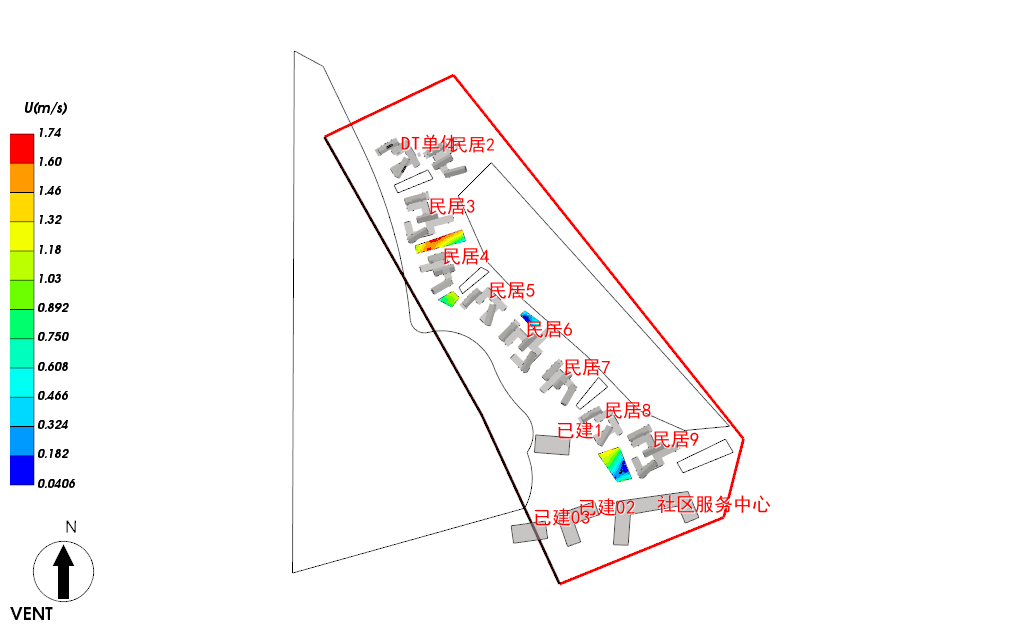 U(m/s)
1.74
1.60
1.46
1.32
1.18
1.03
0.892
0.750
0.608
0.466
0.324
0.182
0.0406
N
VENT
DT单体
民居2
民居3
民居4
民居5
民居6
民居7
民居8
已建1
民居9
社区服务中心
已建02
已建03